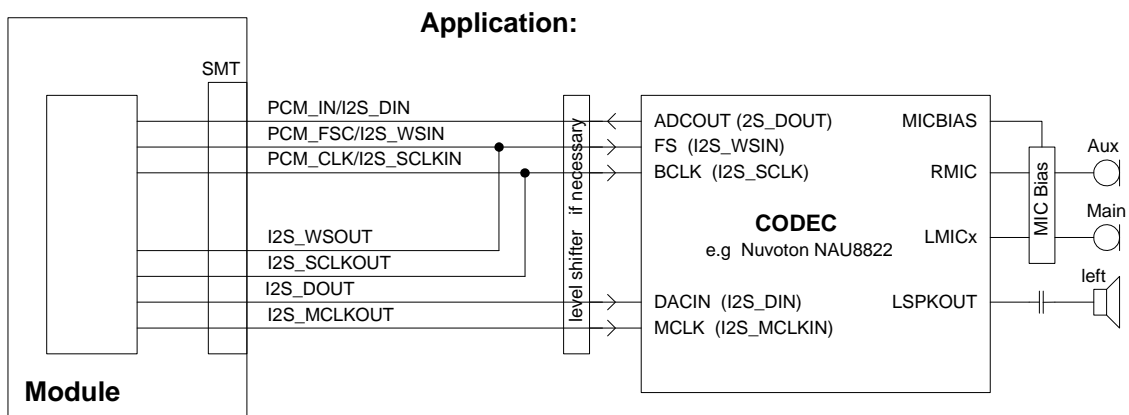 Application:
SMT
PCM_IN/I2S_DIN
PCM_FSC/I2S_WSIN
PCM_CLK/I2S_SCLKIN
I2S_WSOUT
I2S_SCLKOUT
I2S_DOUT
I2S_MCLKOUT
Module
level shifter if necessary
ADCOUT (2S_DOUT)
FS (I2S_WSIN)
BCLK (I2S_SCLK)
CODEC
e.g Nuvoton NAU8822
DACIN (I2S_DIN)
MCLK (I2S_MCLKIN)
MICBIAS
RMIC
LMICx
LSPKOUT
MIC Bias
Aux
Main
left